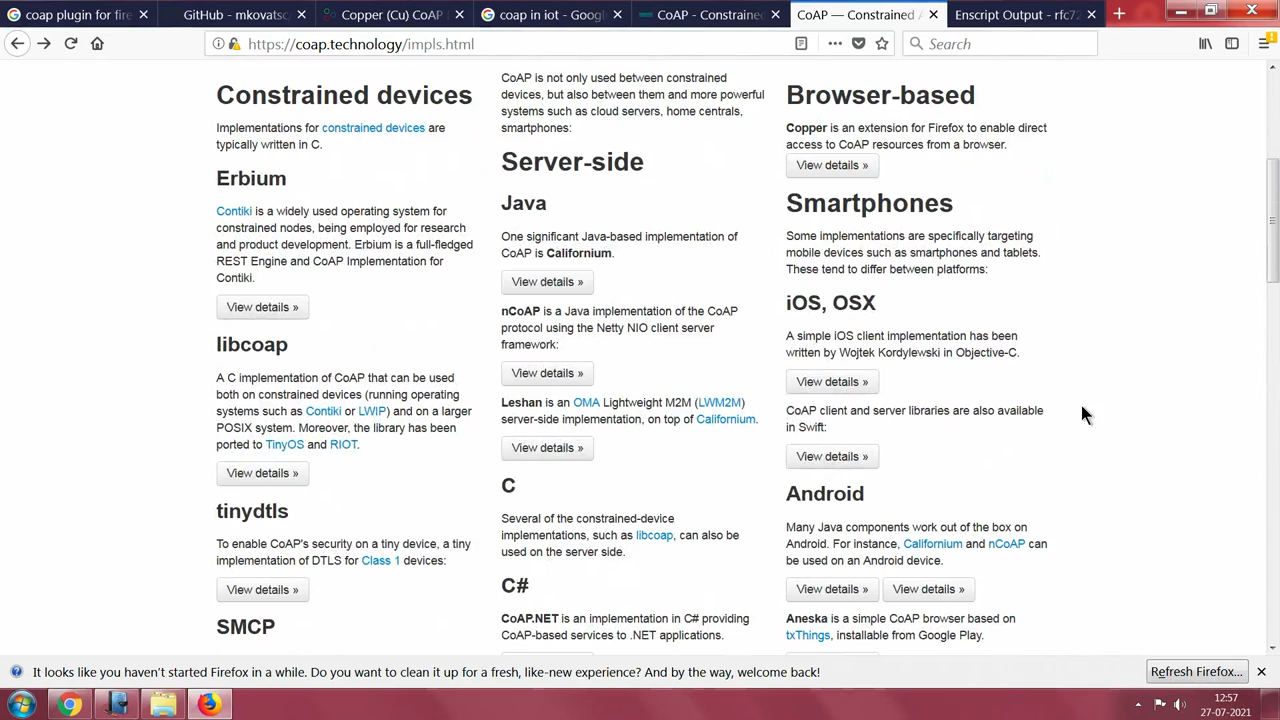 coap plugin for fire
GitHub - mkovatsc
Copper (Cu) CoAP
coap in iot - Google
CoAP - Constrained
CoAP — Constrained A
Enscript Output - rfc72
https://coap.technology/impls.html
Search
Constrained devices
Implementations for constrained devices are
typically written in C.
Erbium
Contiki is a widely used operating system for
constrained nodes, being employed for research
and product development. Erbium is a full-fledged
REST Engine and CoAP Implementation for
Contiki.
View details »
libcoap
A C implementation of CoAP that can be used
both on constrained devices (running operating
systems such as Contiki or LWIP) and on a larger
POSIX system. Moreover, the library has been
ported to TinyOS and RIOT.
View details »
tinydtls
To enable CoAP's security on a tiny device, a tiny
implementation of DTLS for Class 1 devices:
View details »
SMCP
CoAP is not only used between constrained
devices, but also between them and more powerful
systems such as cloud servers, home centrals,
smartphones:
Server-side
Java
One significant Java-based implementation of
CoAP is Californium.
View details »
nCoAP is a Java implementation of the CoAP
protocol using the Netty NIO client server
framework:
View details »
Leshan is an OMA Lightweight M2M (LWM2M)
server-side implementation, on top of Californium.
View details »
C
Several of the constrained-device
implementations, such as libcoap, can also be
used on the server side.
C#
CoAP.NET is an implementation in C# providing
CoAP-based services to .NET applications.
Browser-based
Copper is an extension for Firefox to enable direct
access to CoAP resources from a browser.
View details »
Smartphones
Some implementations are specifically targeting
mobile devices such as smartphones and tablets.
These tend to differ between platforms:
iOS, OSX
A simple iOS client implementation has been
written by Wojtek Kordylewski in Objective-C.
View details »
CoAP client and server libraries are also available
in Swift:
View details »
Android
Many Java components work out of the box on
Android. For instance, Californium and nCoAP can
be used on an Android device.
View details » View details »
Aneska is a simple CoAP browser based on
txThings, installable from Google Play.
It looks like you haven't started Firefox in a while. Do you want to clean it up for a fresh, like-new experience? And by the way, welcome back!
Refresh Firefox...
12:57
27-07-2021